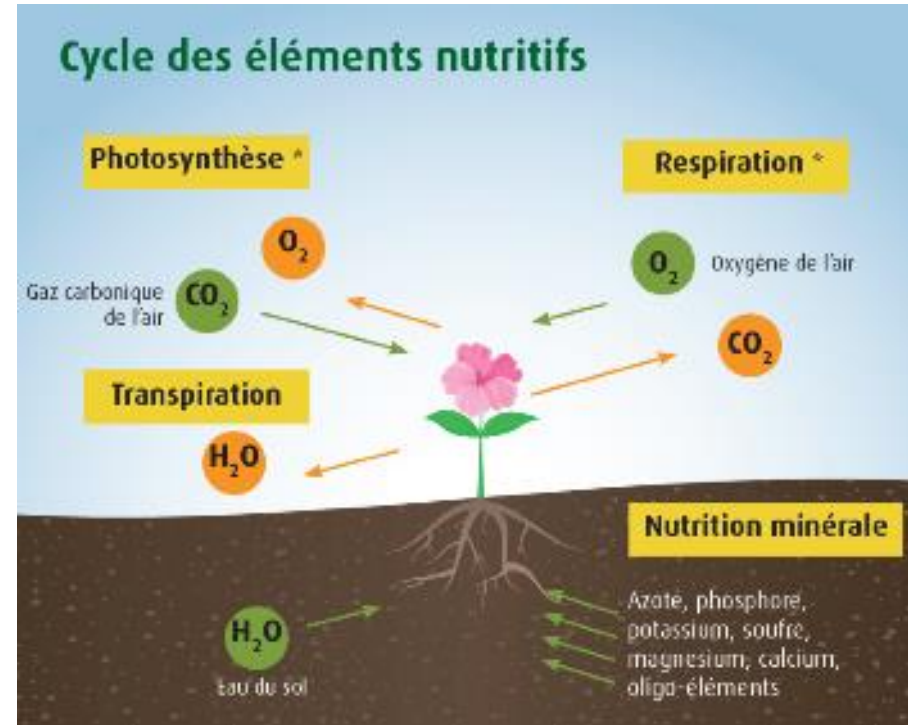 Cycle des éléments nutritifs
Photosynthèse *
O₂
Gaz carbonique
de l'air
CO₂
Transpiration
H₂O
Respiration *
O₂
Oxygène de l'air
CO₂
Nutrition minérale
Azote, phosphore,
potassium, soufre,
magnesium, calcium,
oligo-éléments
H₂O
Eau du sol